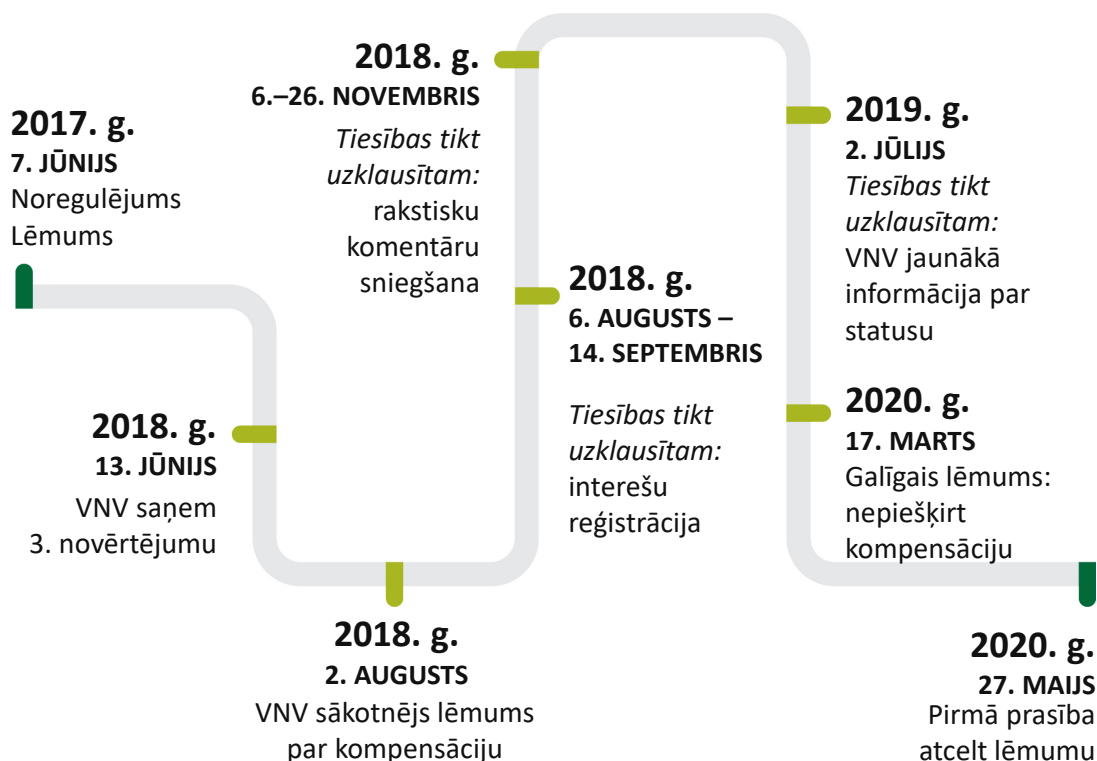 2017. g.
7. JŪNIJS
Noregulējums
Lēmums
2018. g.
13. JŪNIJS
VNV saņem
3. novērtējumu
2018. g.
2. AUGUSTS
VNV sākotnējs lēmums
par kompensāciju
2018. g.
6. AUGUSTS –
14. SEPTEMBRIS
Tiesības tikt
uzklausītam:
interešu
reģistrācija
2018. g.
6.–26. NOVEMBRIS
Tiesības tikt
uzklausītam:
rakstisku
komentāru
sniegšana
2019. g.
2. JŪLIJS
Tiesības tikt
uzklausītam:
VNV jaunākā
informācija par
statusu
2020. g.
17. MARTS
Galīgais lēmums:
nepiešķirt
kompensāciju
2020. g.
27. MAIJS
Pirmā prasība
atcelt lēmumu